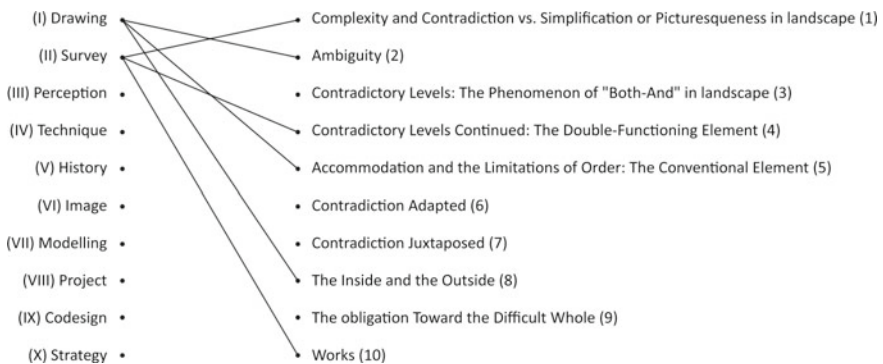 (I) Drawing • • Complexity and Contradiction vs. Simplification or Picturesqueness in landscape (1)
(II) Survey • • Ambiguity (2)
(III) Perception • • Contradictory Levels: The Phenomenon of "Both-And" in landscape (3)
(IV) Technique • • Contradictory Levels Continued: The Double-Functioning Element (4)
(V) History • • Accommodation and the Limitations of Order: The Conventional Element (5)
(VI) Image • • Contradiction Adapted (6)
(VII) Modelling • • Contradiction Juxtaposed (7)
(VIII) Project • • The Inside and the Outside (8)
(IX) Codesign • • The obligation Toward the Difficult Whole (9)
(X) Strategy • • Works (10)